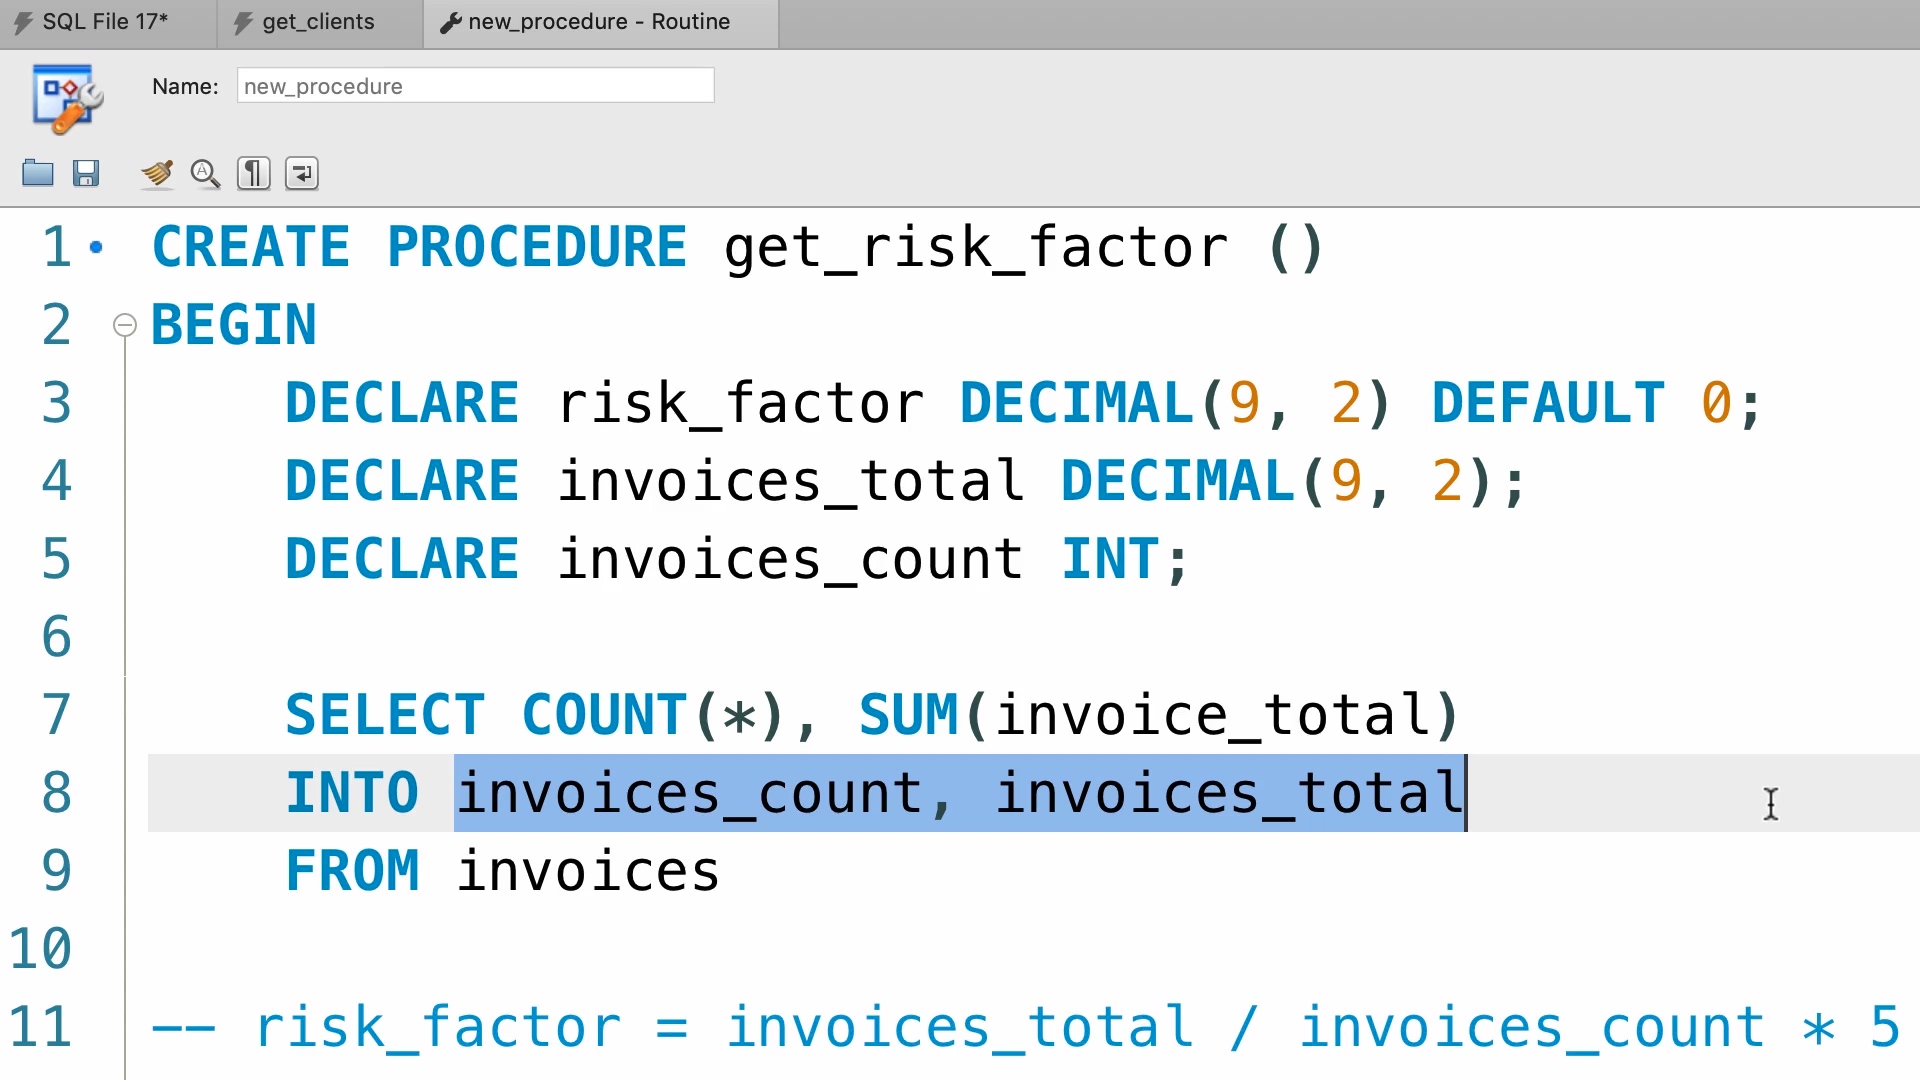 SQL File 17* get_clients new_procedure - Routine
Name: new_procedure
1 CREATE PROCEDURE get_risk_factor ()
2 BEGIN
3 DECLARE risk_factor DECIMAL(9, 2) DEFAULT 0;
4 DECLARE invoices_total DECIMAL(9, 2);
5 DECLARE invoices_count INT;
6
7 SELECT COUNT(*), SUM(invoice_total)
8 INTO invoices_count, invoices_total
9 FROM invoices
10
11 -- risk_factor = invoices_total / invoices_count * 5